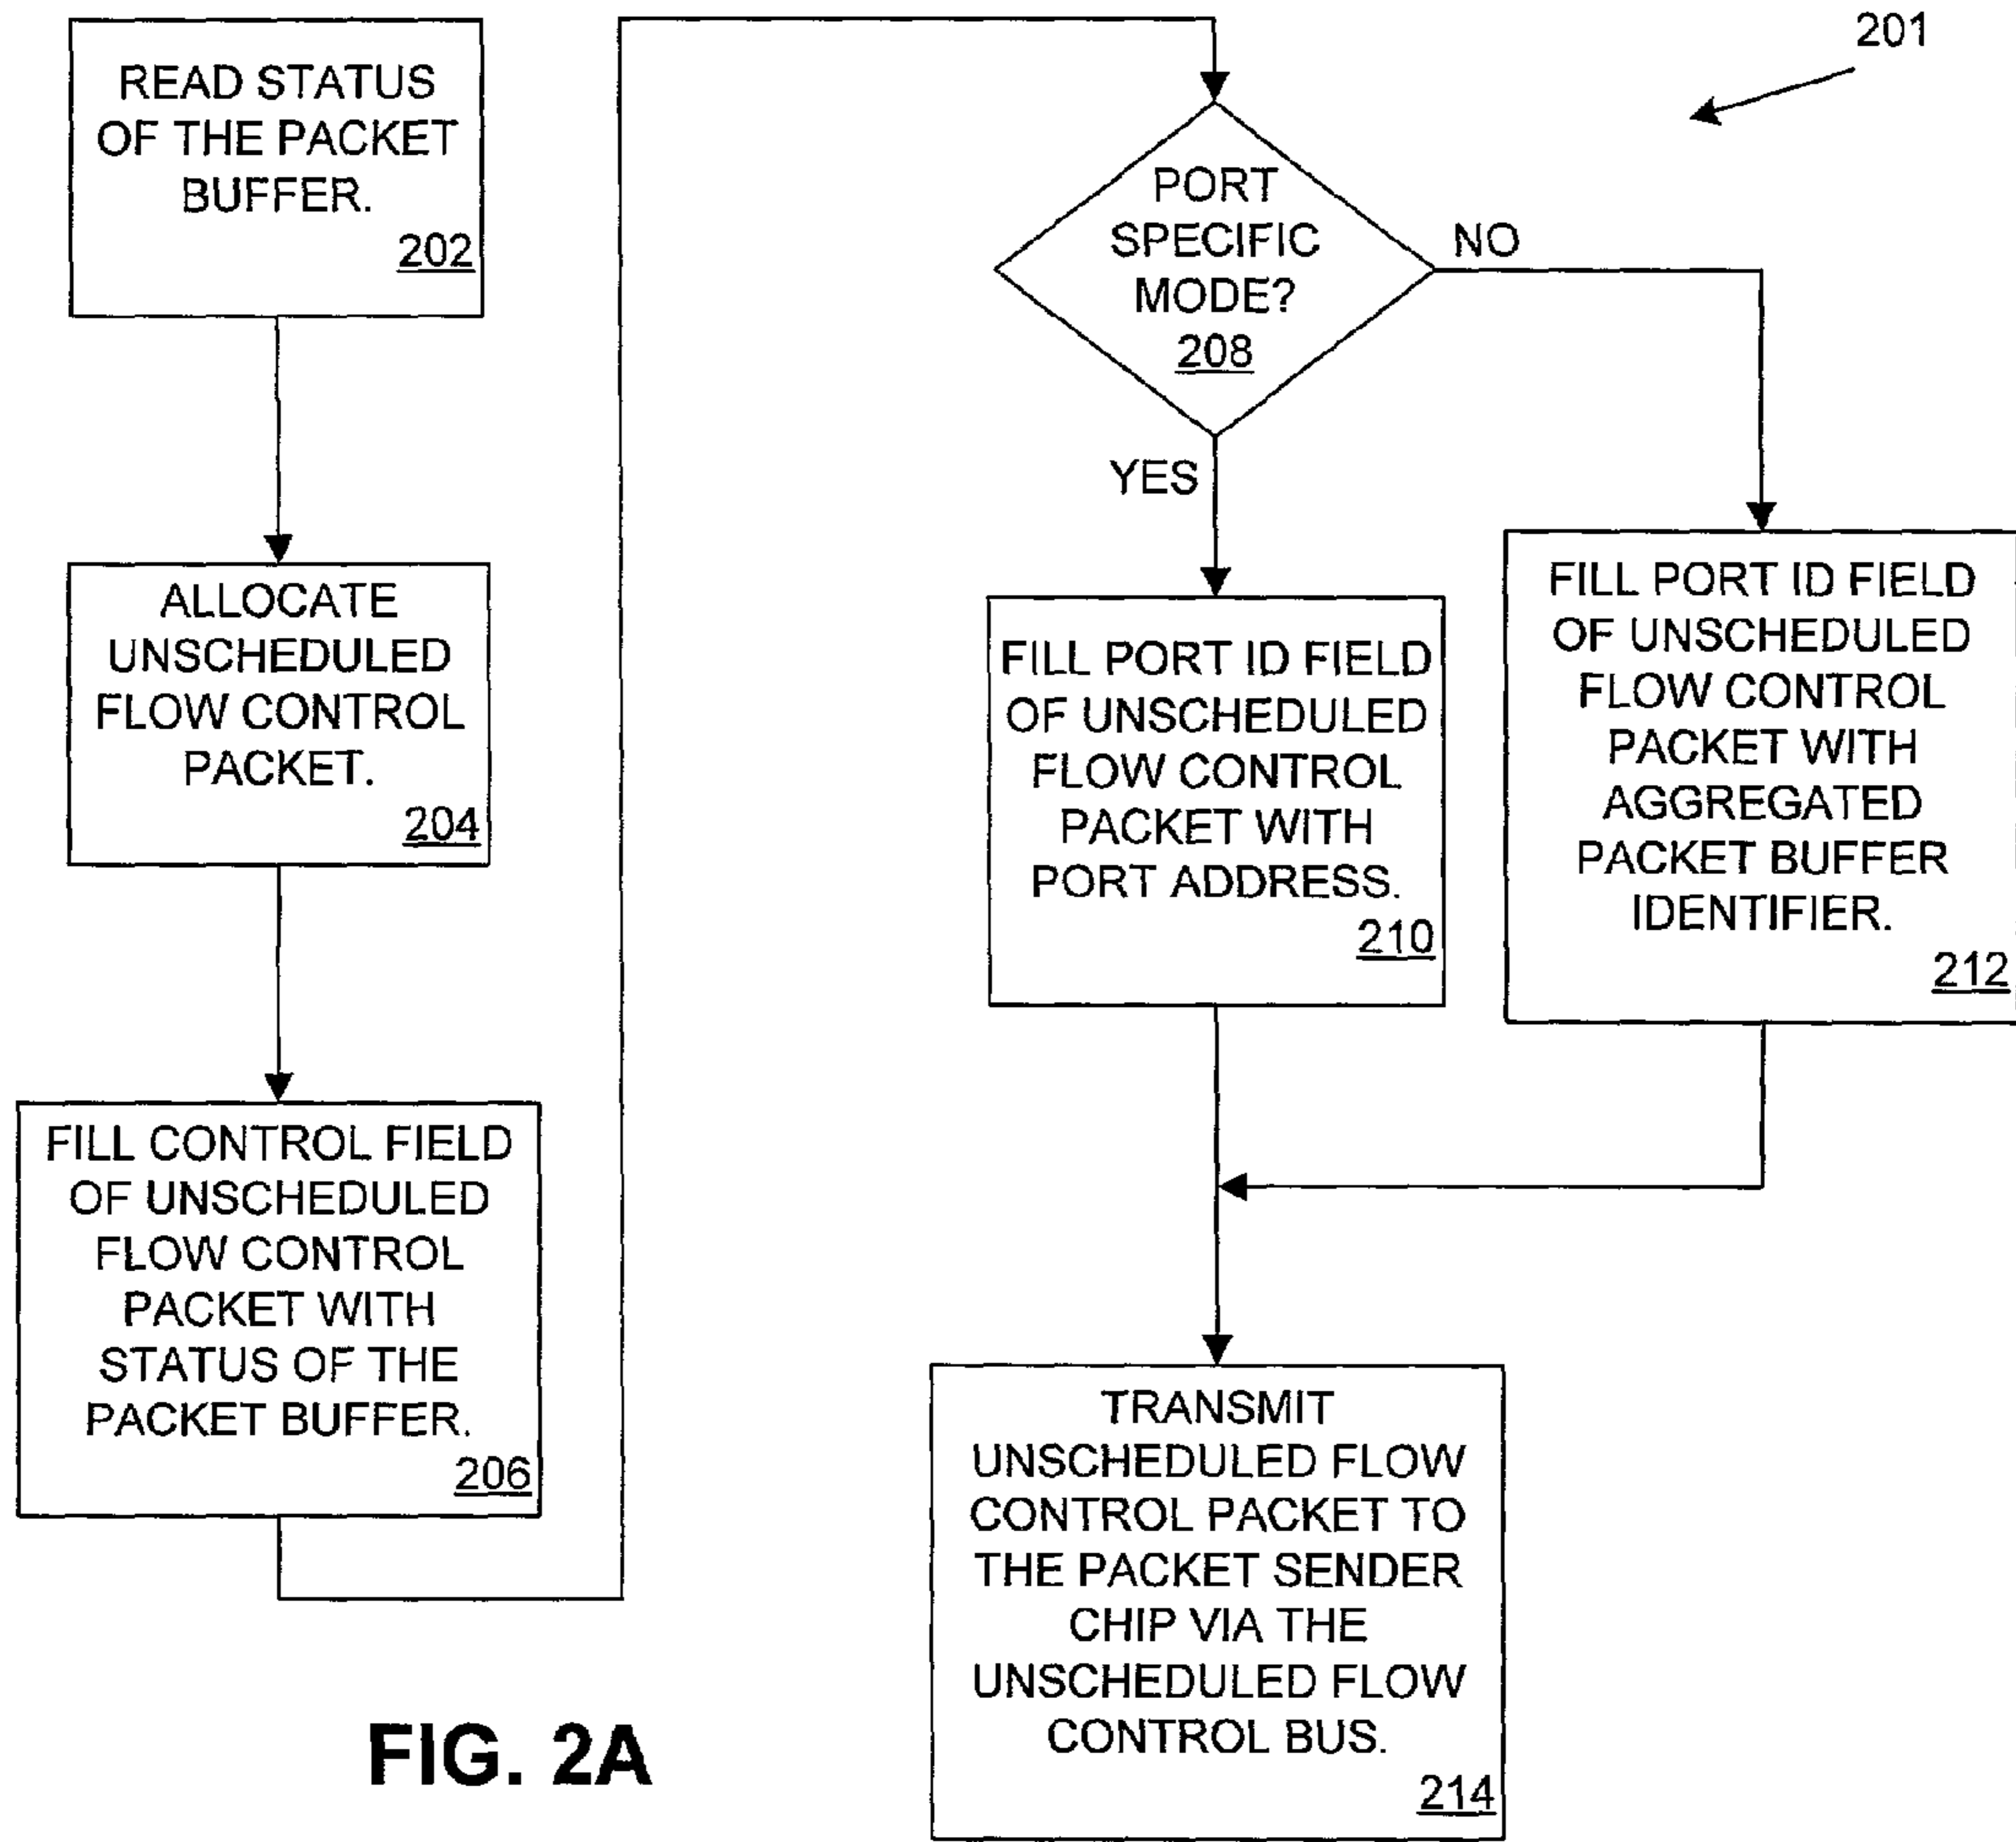 READ STATUS
OF THE PACKET
BUFFER.
202
ALLOCATE
UNSCHEDULED
FLOW CONTROL
PACKET.
204
FILL CONTROL FIELD
OF UNSCHEDULED
FLOW CONTROL
PACKET WITH
STATUS OF THE
PACKET BUFFER.
206
201
PORT
SPECIFIC
MODE?
208
NO
YES
FILL PORT ID FIELD
OF UNSCHEDULED
FLOW CONTROL
PACKET WITH
PORT ADDRESS.
210
FILL PORT ID FIELD
OF UNSCHEDULED
FLOW CONTROL
PACKET WITH
AGGREGATED
PACKET BUFFER
IDENTIFIER.
212
TRANSMIT
UNSCHEDULED FLOW
CONTROL PACKET TO
THE PACKET SENDER
CHIP VIA THE
UNSCHEDULED FLOW
CONTROL BUS.
214
FIG. 2A